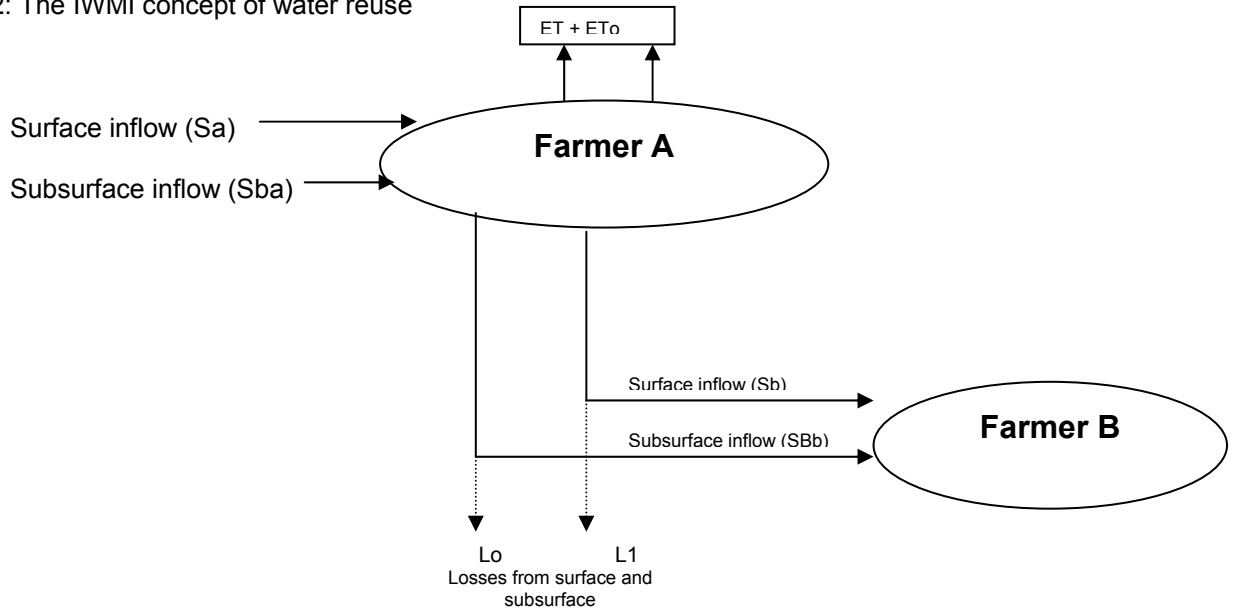 2: The IWMI concept of water reuse
ET + ETo
Surface inflow (Sa)
Farmer A
Subsurface inflow (Sba)
Surface inflow (Sb)
Farmer B
Subsurface inflow (SBb)
Lo L1
Losses from surface and
subsurface